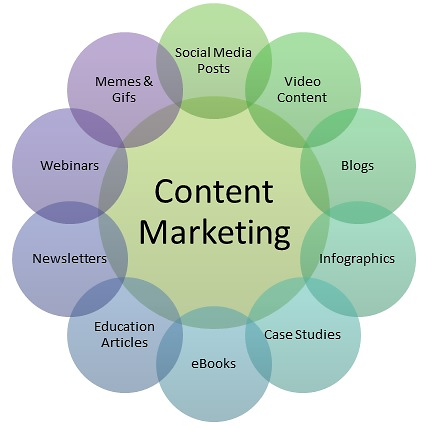 Social Media
Posts
Video
Content
Blogs
Infographics
Case Studies
eBooks
Education
Articles
Newsletters
Webinars
Memes &
Gifs
Content
Marketing